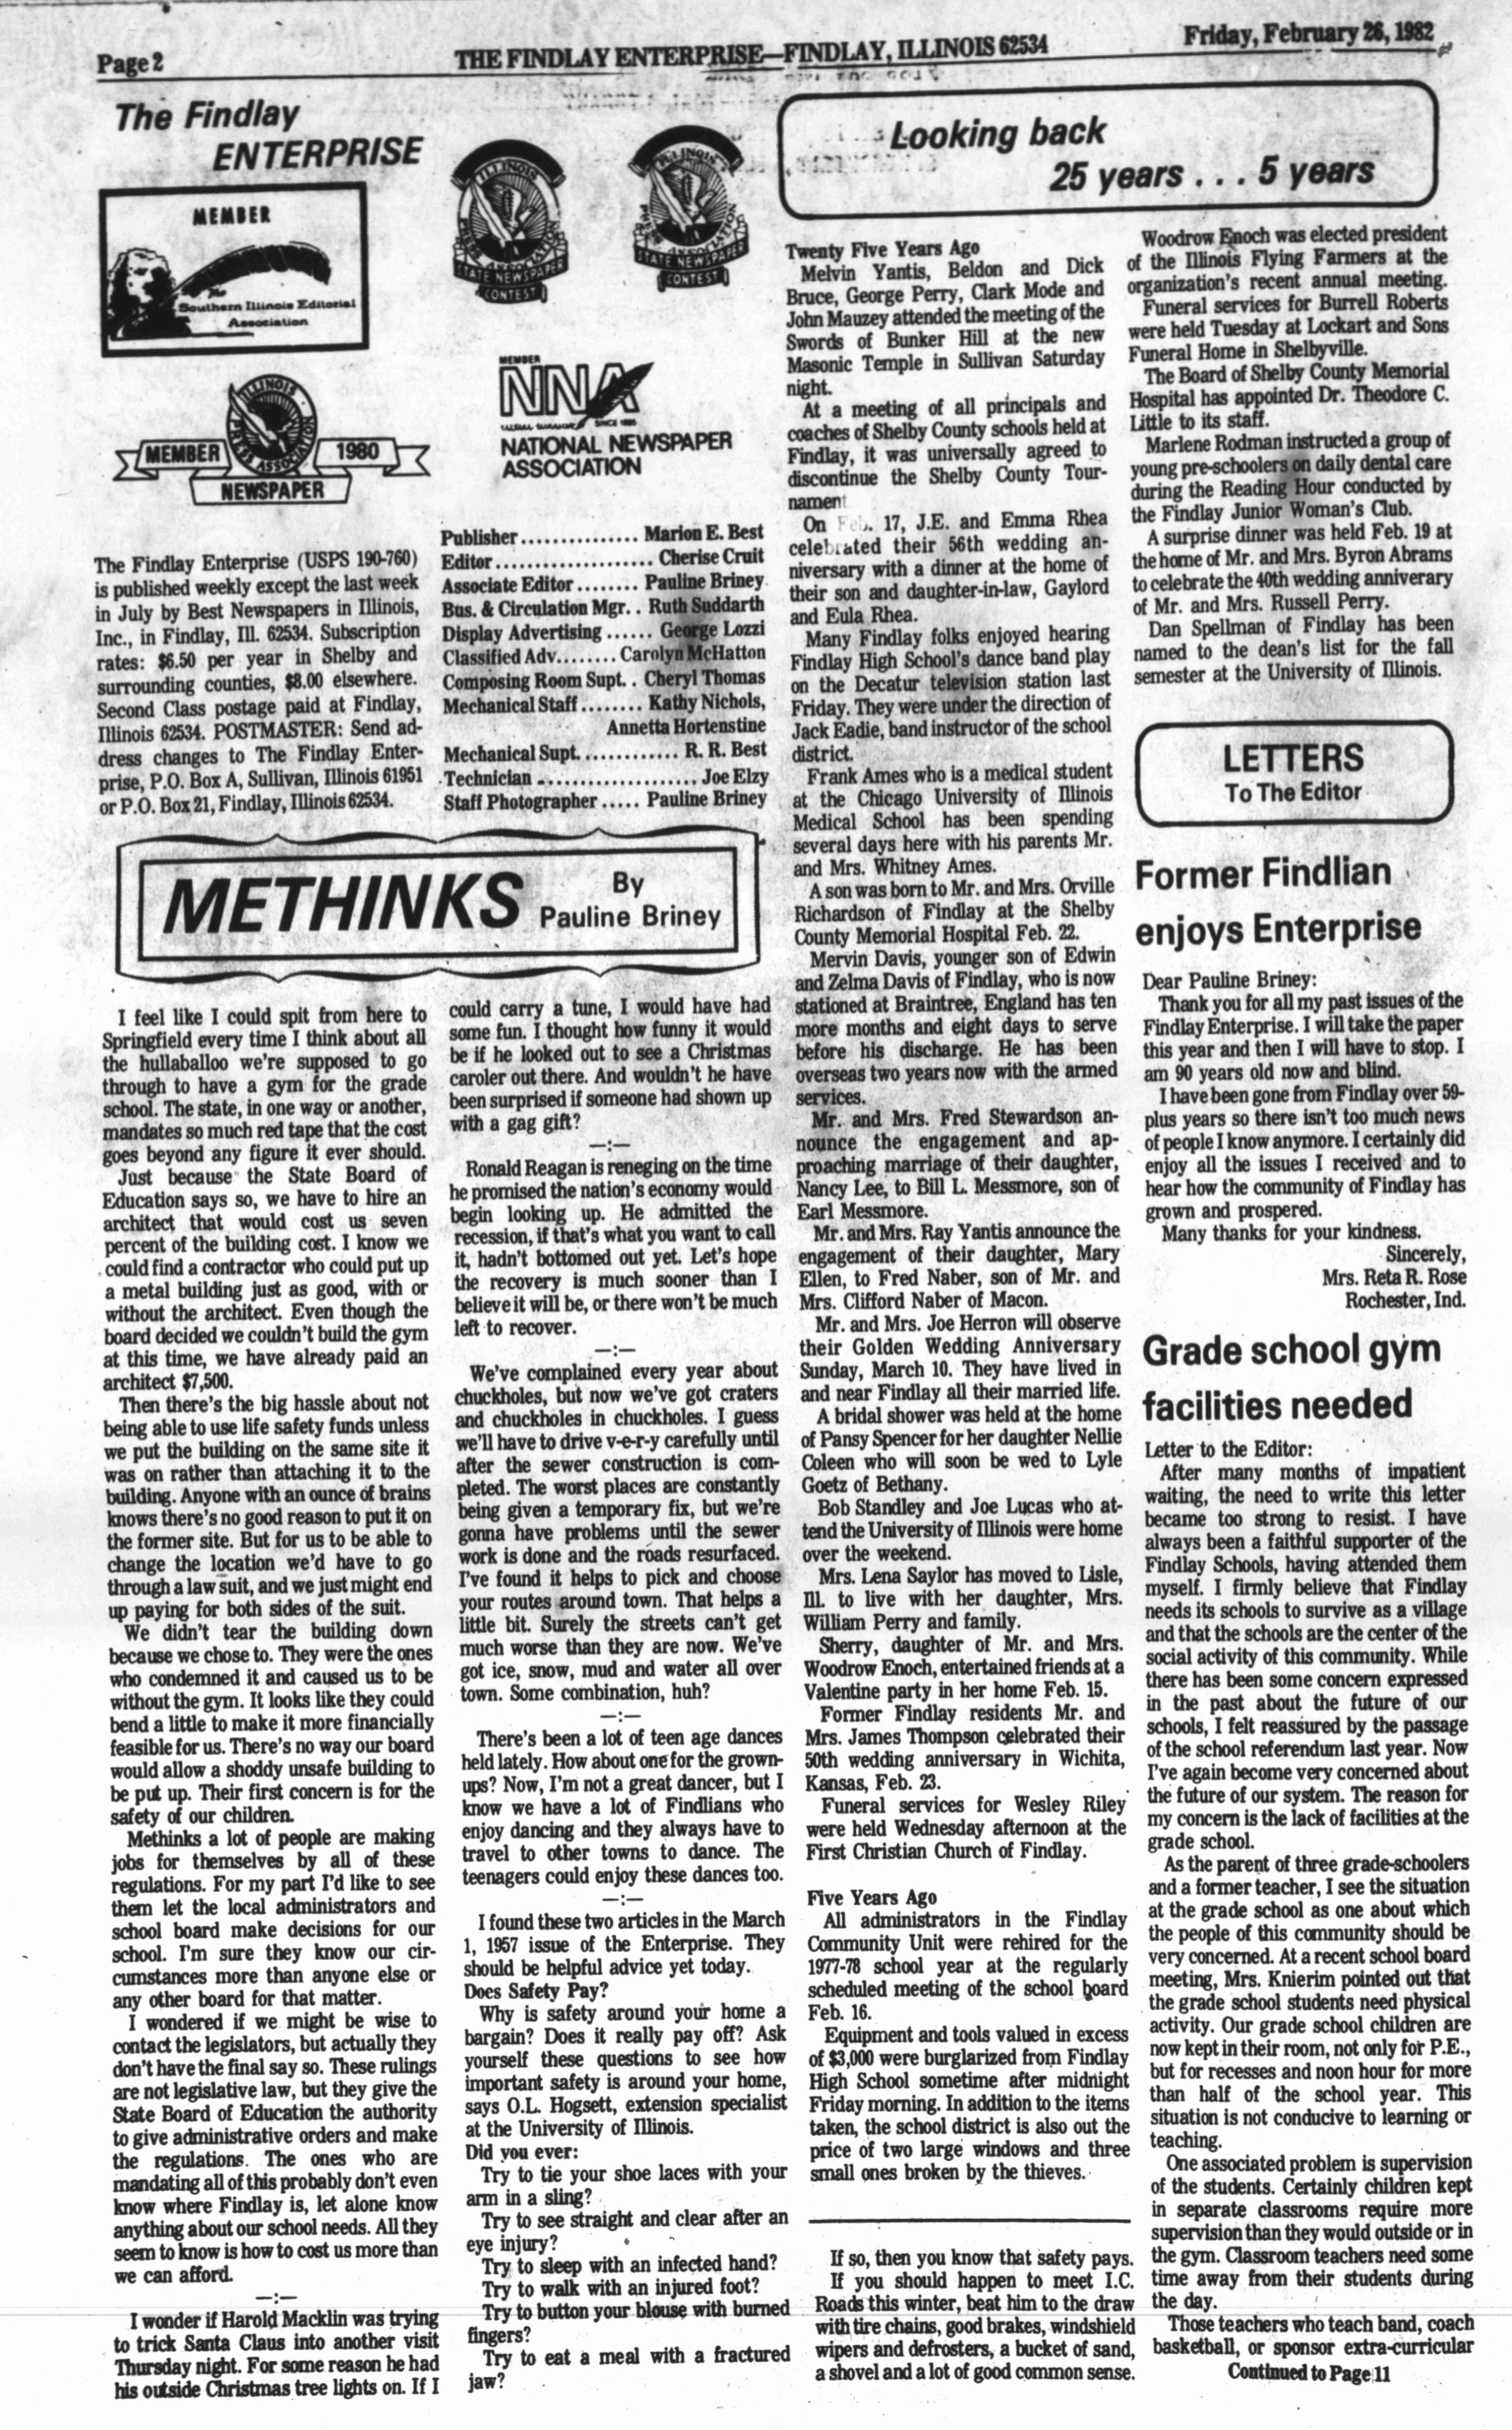 Page 2
THE FINDLAY ENTERPRISE—FINDLAY, ILLINOIS 62534
Friday, February 26, 1982
The Findlay
ENTERPRISE
MEMBER
Southern Illinois Editorial
Association
ILLINOIS
PRESS ASSOCIATION
STATE NEWSPAPER
CONTEST
ILLINOIS
PRESS ASSOCIATION
STATE NEWSPAPER
CONTEST
ILLINOIS
PRESS ASSOCIATION
MEMBER
1980
NEWSPAPER
MEMBER
NNA
SINCE 1885
NATIONAL NEWSPAPER
ASSOCIATION
The Findlay Enterprise (USPS 190-760)
is published weekly except the last week
in July by Best Newspapers in Illinois,
Inc., in Findlay, Ill. 62534. Subscription
rates: $6.50 per year in Shelby and
surrounding counties, $8.00 elsewhere.
Second Class postage paid at Findlay,
Illinois 62534. POSTMASTER: Send ad-
dress changes to The Findlay Enter-
prise, P.O. Box A, Sullivan, Illinois 61951
or P.O. Box 21, Findlay, Illinois 62534.
Publisher............... Marion E. Best
Editor.................... Cherise Cruit
Associate Editor........ Pauline Briney
Bus. & Circulation Mgr.. Ruth Suddarth
Display Advertising...... George Lozzi
Classified Adv........ Carolyn McHatton
Composing Room Supt.. Cheryl Thomas
Mechanical Staff........ Kathy Nichols,
Annetta Hortenstine
Mechanical Supt............. R. R. Best
Technician.................... Joe Elzy
Staff Photographer..... Pauline Briney
METHINKS
By
Pauline Briney
I feel like I could spit from here to
Springfield every time I think about all
the hullaballoo we're supposed to go
through to have a gym for the grade
school. The state, in one way or another,
mandates so much red tape that the cost
goes beyond any figure it ever should.
Just because the State Board of
Education says so, we have to hire an
architect that would cost us seven
percent of the building cost. I know we
could find a contractor who could put up
a metal building just as good, with or
without the architect. Even though the
board decided we couldn't build the gym
at this time, we have already paid an
architect $7,500.
Then there's the big hassle about not
being able to use life safety funds unless
we put the building on the same site it
was on rather than attaching it to the
building. Anyone with an ounce of brains
knows there's no good reason to put it on
the former site. But for us to be able to
change the location we'd have to go
through a law suit, and we just might end
up paying for both sides of the suit.
We didn't tear the building down
because we chose to. They were the ones
who condemned it and caused us to be
without the gym. It looks like they could
bend a little to make it more financially
feasible for us. There's no way our board
would allow a shoddy unsafe building to
be put up. Their first concern is for the
safety of our children.
Methinks a lot of people are making
jobs for themselves by all of these
regulations. For my part I'd like to see
them let the local administrators and
school board make decisions for our
school. I'm sure they know our cir-
cumstances more than anyone else or
any other board for that matter.
I wondered if we might be wise to
contact the legislators, but actually they
don't have the final say so. These rulings
are not legislative law, but they give the
State Board of Education the authority
to give administrative orders and make
the regulations. The ones who are
mandating all of this probably don't even
know where Findlay is, let alone know
anything about our school needs. All they
seem to know is how to cost us more than
we can afford.
—:—
I wonder if Harold Macklin was trying
to trick Santa Claus into another visit
Thursday night. For some reason he had
his outside Christmas tree lights on. If I
could carry a tune, I would have had
some fun. I thought how funny it would
be if he looked out to see a Christmas
caroler out there. And wouldn't he have
been surprised if someone had shown up
with a gag gift?
—:—
Ronald Reagan is reneging on the time
he promised the nation's economy would
begin looking up. He admitted the
recession, if that's what you want to call
it, hadn't bottomed out yet. Let's hope
the recovery is much sooner than I
believe it will be, or there won't be much
left to recover.
—:—
We've complained every year about
chuckholes, but now we've got craters
and chuckholes in chuckholes. I guess
we'll have to drive v-e-r-y carefully until
after the sewer construction is com-
pleted. The worst places are constantly
being given a temporary fix, but we're
gonna have problems until the sewer
work is done and the roads resurfaced.
I've found it helps to pick and choose
your routes around town. That helps a
little bit. Surely the streets can't get
much worse than they are now. We've
got ice, snow, mud and water all over
town. Some combination, huh?
—:—
There's been a lot of teen age dances
held lately. How about one for the grown-
ups? Now, I'm not a great dancer, but I
know we have a lot of Findlians who
enjoy dancing and they always have to
travel to other towns to dance. The
teenagers could enjoy these dances too.
—:—
I found these two articles in the March
1, 1957 issue of the Enterprise. They
should be helpful advice yet today.
Does Safety Pay?
Why is safety around your home a
bargain? Does it really pay off? Ask
yourself these questions to see how
important safety is around your home,
says O.L. Hogsett, extension specialist
at the University of Illinois.
Did you ever:
Try to tie your shoe laces with your
arm in a sling?
Try to see straight and clear after an
eye injury?
Try to sleep with an infected hand?
Try to walk with an injured foot?
Try to button your blouse with burned
fingers?
Try to eat a meal with a fractured
jaw?
Looking back
25 years . . . 5 years
Twenty Five Years Ago
Melvin Yantis, Beldon and Dick
Bruce, George Perry, Clark Mode and
John Mauzey attended the meeting of the
Swords of Bunker Hill at the new
Masonic Temple in Sullivan Saturday
night.
At a meeting of all principals and
coaches of Shelby County schools held at
Findlay, it was universally agreed to
discontinue the Shelby County Tour-
nament
On Feb. 17, J.E. and Emma Rhea
celebrated their 56th wedding an-
niversary with a dinner at the home of
their son and daughter-in-law, Gaylord
and Eula Rhea.
Many Findlay folks enjoyed hearing
Findlay High School's dance band play
on the Decatur television station last
Friday. They were under the direction of
Jack Eadie, band instructor of the school
district.
Frank Ames who is a medical student
at the Chicago University of Illinois
Medical School has been spending
several days here with his parents Mr.
and Mrs. Whitney Ames.
A son was born to Mr. and Mrs. Orville
Richardson of Findlay at the Shelby
County Memorial Hospital Feb. 22.
Mervin Davis, younger son of Edwin
and Zelma Davis of Findlay, who is now
stationed at Braintree, England has ten
more months and eight days to serve
before his discharge. He has been
overseas two years now with the armed
services.
Mr. and Mrs. Fred Stewardson an-
nounce the engagement and ap-
proaching marriage of their daughter,
Nancy Lee, to Bill L. Messmore, son of
Earl Messmore.
Mr. and Mrs. Ray Yantis announce the
engagement of their daughter, Mary
Ellen, to Fred Naber, son of Mr. and
Mrs. Clifford Naber of Macon.
Mr. and Mrs. Joe Herron will observe
their Golden Wedding Anniversary
Sunday, March 10. They have lived in
and near Findlay all their married life.
A bridal shower was held at the home
of Pansy Spencer for her daughter Nellie
Coleen who will soon be wed to Lyle
Goetz of Bethany.
Bob Standley and Joe Lucas who at-
tend the University of Illinois were home
over the weekend.
Mrs. Lena Saylor has moved to Lisle,
Ill. to live with her daughter, Mrs.
William Perry and family.
Sherry, daughter of Mr. and Mrs.
Woodrow Enoch, entertained friends at a
Valentine party in her home Feb. 15.
Former Findlay residents Mr. and
Mrs. James Thompson celebrated their
50th wedding anniversary in Wichita,
Kansas, Feb. 23.
Funeral services for Wesley Riley
were held Wednesday afternoon at the
First Christian Church of Findlay.
Five Years Ago
All administrators in the Findlay
Community Unit were rehired for the
1977-78 school year at the regularly
scheduled meeting of the school board
Feb. 16.
Equipment and tools valued in excess
of $3,000 were burglarized from Findlay
High School sometime after midnight
Friday morning. In addition to the items
taken, the school district is also out the
price of two large windows and three
small ones broken by the thieves.
If so, then you know that safety pays.
If you should happen to meet I.C.
Roads this winter, beat him to the draw
with tire chains, good brakes, windshield
wipers and defrosters, a bucket of sand,
a shovel and a lot of good common sense.
Woodrow Enoch was elected president
of the Illinois Flying Farmers at the
organization's recent annual meeting.
Funeral services for Burrell Roberts
were held Tuesday at Lockart and Sons
Funeral Home in Shelbyville.
The Board of Shelby County Memorial
Hospital has appointed Dr. Theodore C.
Little to its staff.
Marlene Rodman instructed a group of
young pre-schoolers on daily dental care
during the Reading Hour conducted by
the Findlay Junior Woman's Club.
A surprise dinner was held Feb. 19 at
the home of Mr. and Mrs. Byron Abrams
to celebrate the 40th wedding anniverary
of Mr. and Mrs. Russell Perry.
Dan Spellman of Findlay has been
named to the dean's list for the fall
semester at the University of Illinois.
LETTERS
To The Editor
Former Findlian
enjoys Enterprise
Dear Pauline Briney:
Thank you for all my past issues of the
Findlay Enterprise. I will take the paper
this year and then I will have to stop. I
am 90 years old now and blind.
I have been gone from Findlay over 59-
plus years so there isn't too much news
of people I know anymore. I certainly did
enjoy all the issues I received and to
hear how the community of Findlay has
grown and prospered.
Many thanks for your kindness.
Sincerely,
Mrs. Reta R. Rose
Rochester, Ind.
Grade school gym
facilities needed
Letter to the Editor:
After many months of impatient
waiting, the need to write this letter
became too strong to resist. I have
always been a faithful supporter of the
Findlay Schools, having attended them
myself. I firmly believe that Findlay
needs its schools to survive as a village
and that the schools are the center of the
social activity of this community. While
there has been some concern expressed
in the past about the future of our
schools, I felt reassured by the passage
of the school referendum last year. Now
I've again become very concerned about
the future of our system. The reason for
my concern is the lack of facilities at the
grade school.
As the parent of three grade-schoolers
and a former teacher, I see the situation
at the grade school as one about which
the people of this community should be
very concerned. At a recent school board
meeting, Mrs. Knierim pointed out that
the grade school students need physical
activity. Our grade school children are
now kept in their room, not only for P.E.,
but for recesses and noon hour for more
than half of the school year. This
situation is not conducive to learning or
teaching.
One associated problem is supervision
of the students. Certainly children kept
in separate classrooms require more
supervision than they would outside or in
the gym. Classroom teachers need some
time away from their students during
the day.
Those teachers who teach band, coach
basketball, or sponsor extra-curricular
Continued to Page 11